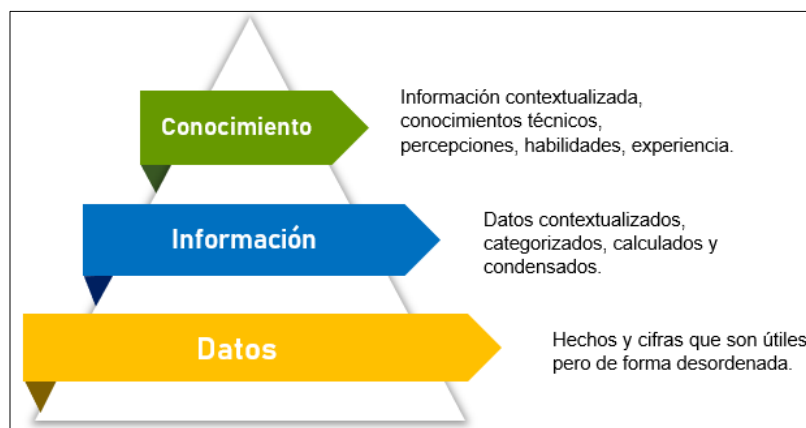 Conocimiento
Información contextualizada,
conocimientos técnicos,
percepciones, habilidades, experiencia.
Información
Datos contextualizados,
categorizados, calculados y
condensados.
Datos
Hechos y cifras que son útiles
pero de forma desordenada.